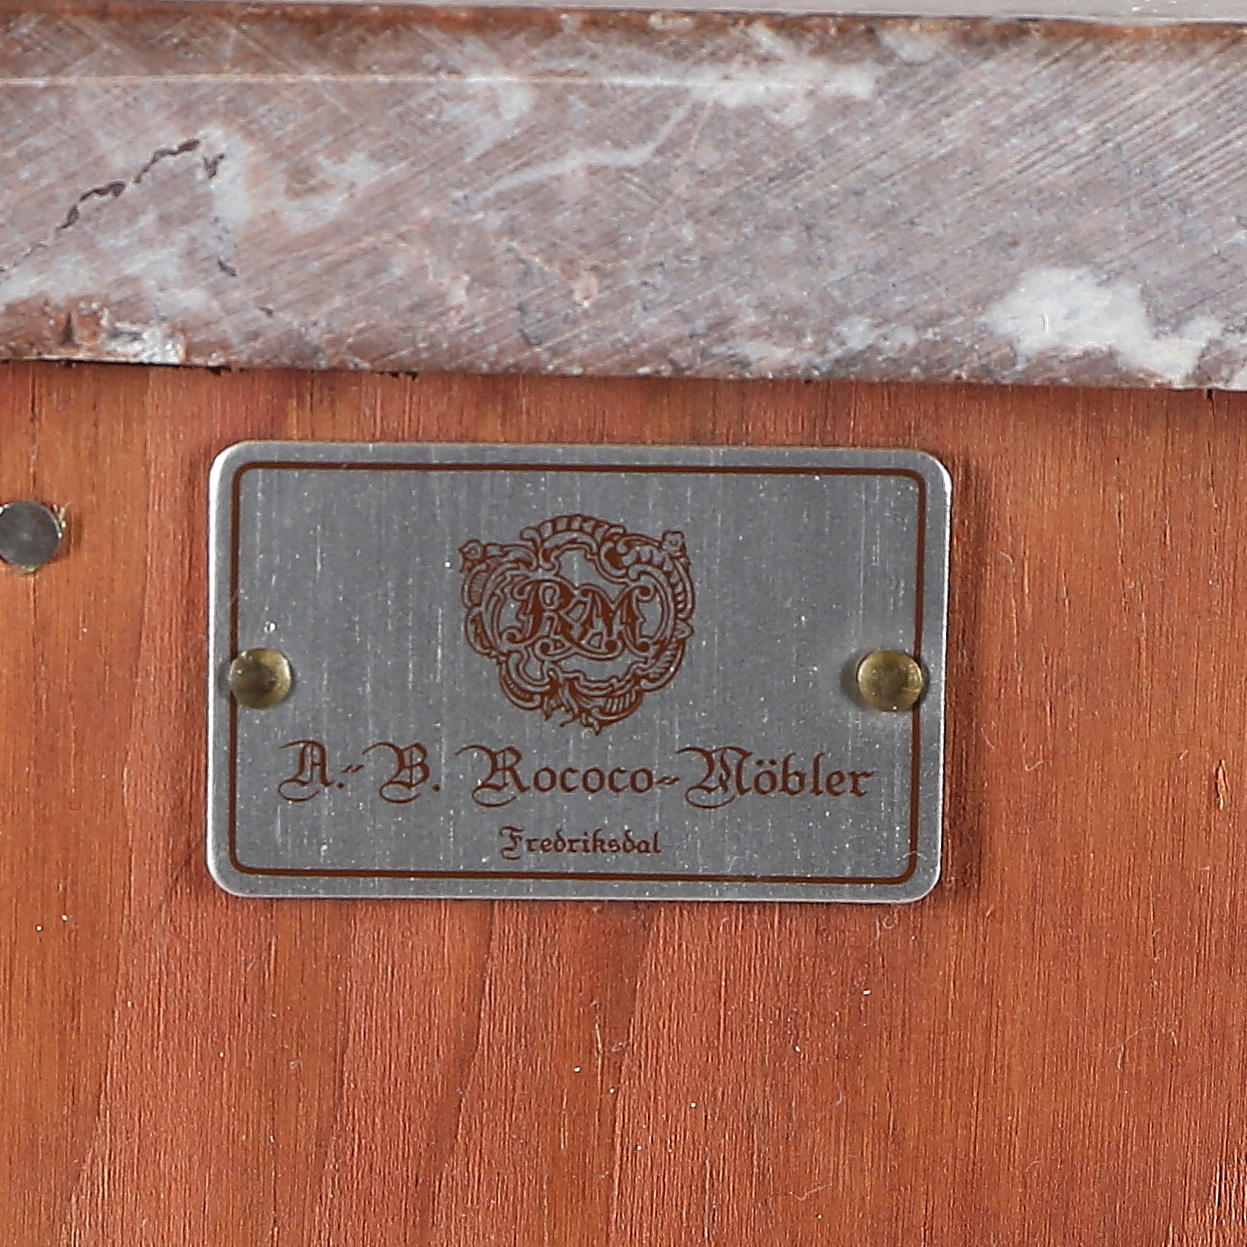 RM
A.-B. Rococo-Möbler
Fredriksdal